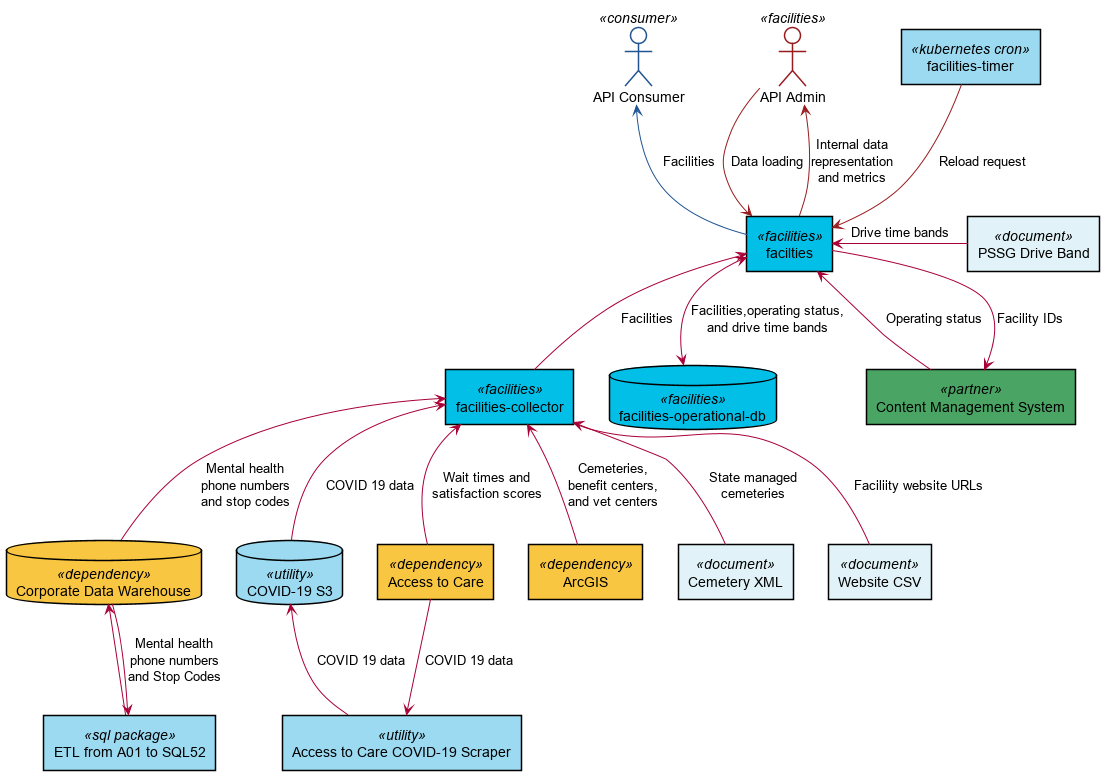 «consumer»
API Consumer
«facilities»
API Admin
«kubernetes cron»
facilities-timer
Facilities
Data loading
Internal data
representation
and metrics
Reload request
«facilities»
facilties
Drive time bands
«document»
PSSG Drive Band
Facilities
Facilities,operating status,
and drive time bands
Operating status
Facility IDs
«facilities»
facilities-collector
«facilities»
facilities-operational-db
«partner»
Content Management System
Mental health
phone numbers
and stop codes
COVID 19 data
Wait times and
satisfaction scores
Cemeteries,
benefit centers,
and vet centers
State managed
cemeteries
Faciliity website URLs
«dependency»
Corporate Data Warehouse
«utility»
COVID-19 S3
«dependency»
Access to Care
«dependency»
ArcGIS
«document»
Cemetery XML
«document»
Website CSV
Mental health
phone numbers
and Stop Codes
COVID 19 data
COVID 19 data
«sql package»
ETL from A01 to SQL52
«utility»
Access to Care COVID-19 Scraper